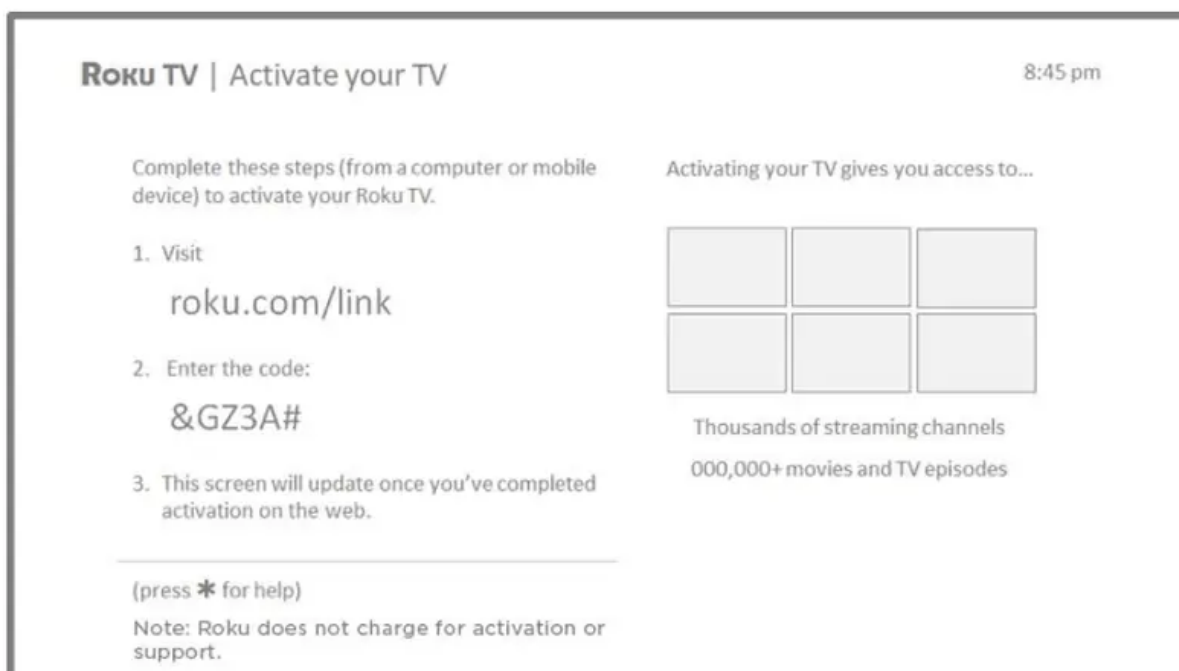 ROKU TV | Activate your TV
8:45 pm
Complete these steps (from a computer or mobile
device) to activate your Roku TV.
1. Visit
roku.com/link
2. Enter the code:
&GZ3A#
3. This screen will update once you've completed
activation on the web.
(press * for help)
Note: Roku does not charge for activation or
support.
Activating your TV gives you access to...
Thousands of streaming channels
000,000+ movies and TV episodes